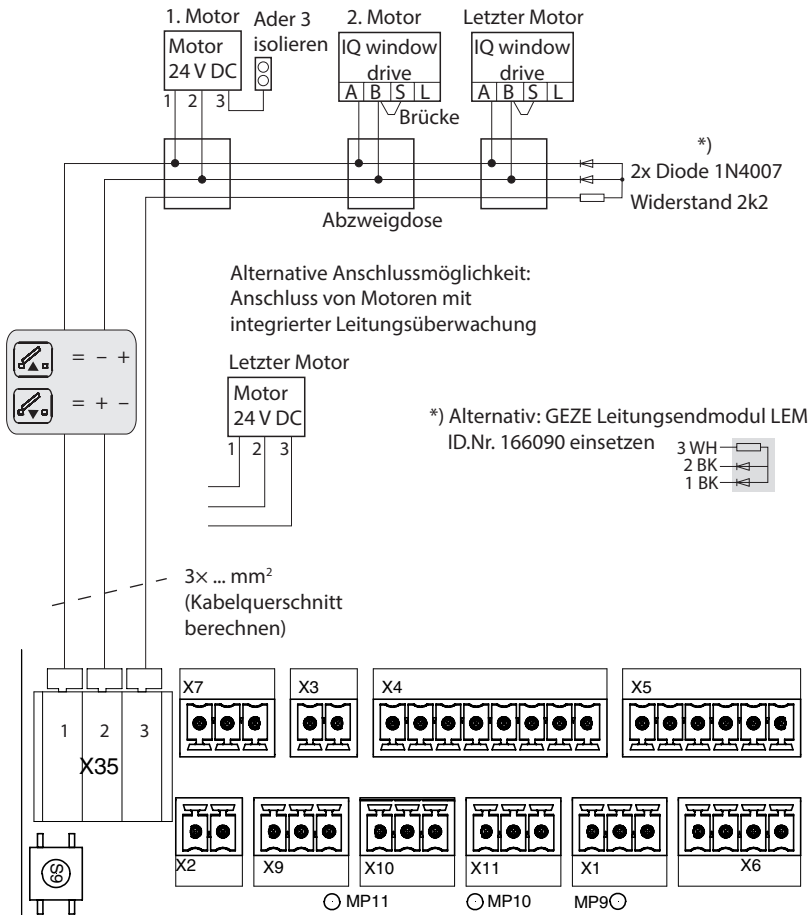 1. Motor
Ader 3
isolieren
2. Motor
Letzter Motor
Motor
24 V DC
1 2 3
IQ window
drive
A B S L
IQ window
drive
A B S L
Brücke
*)
2x Diode 1N4007
Widerstand 2k2
Abzweigdose
Alternative Anschlussmöglichkeit:
Anschluss von Motoren mit
integrierter Leitungsüberwachung
= – +
= + –
Letzter Motor
Motor
24 V DC
1 2 3
*) Alternativ: GEZE Leitungsendmodul LEM
ID.Nr. 166090 einsetzen
3 WH
2 BK
1 BK
3× ... mm²
(Kabelquerschnitt
berechnen)
1 2 3
X35
X7
X3
X4
X5
S9
X2
X9
X10
X11
X1
X6
MP11
MP10
MP9